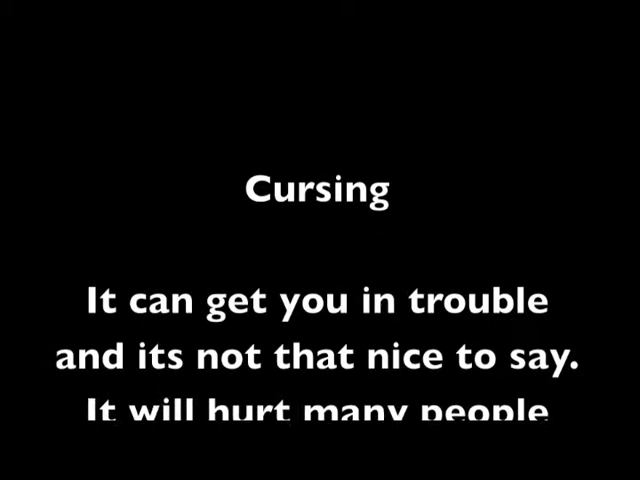 Cursing
It can get you in trouble
and its not that nice to say.
It will hurt many people